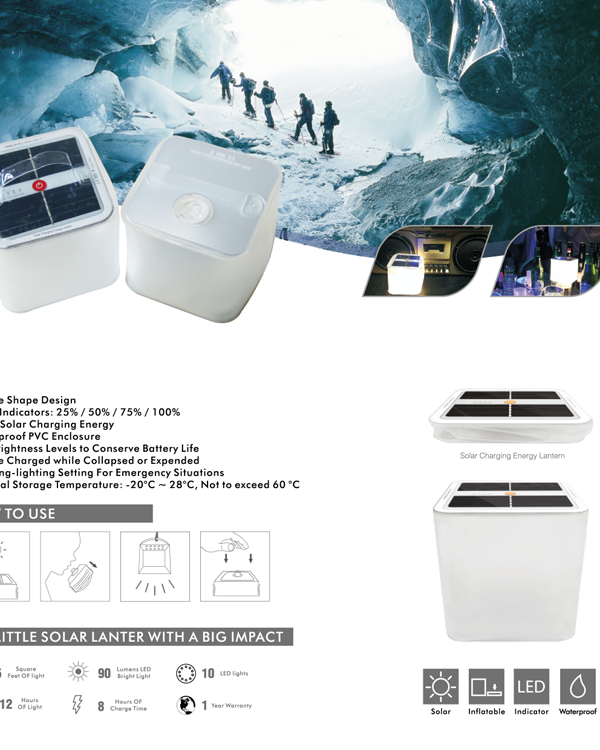 e Shape Design
Indicators: 25% / 50% / 75% / 100%
Solar Charging Energy
proof PVC Enclosure
ightness Levels to Conserve Battery Life
e Charged while Collapsed or Expended
ng-lighting Setting For Emergency Situations
al Storage Temperature: -20°C ~ 28°C, Not to exceed 60 °C
Solar Charging Energy Lantern
TO USE
LITTLE SOLAR LANTER WITH A BIG IMPACT
Square
Feet OF light
90 Lumens LED
Bright Light
10 LED lights
12 Hours
OF Light
8 Hours OF
Charge Time
1 Year Warranty
LED
Solar Inflatable Indicator Waterproof